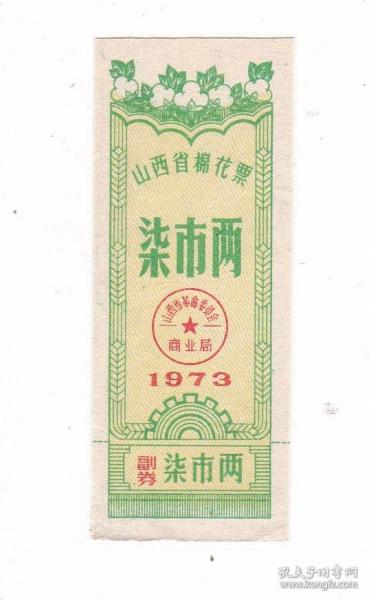 山西省棉花票
柒市两
山西省革命委员会
商业局
1973
副券
柒市两
孔夫子旧书网